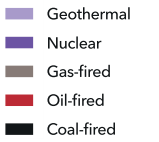 Geothermal
Nuclear
Gas-fired
Oil-fired
Coal-fired